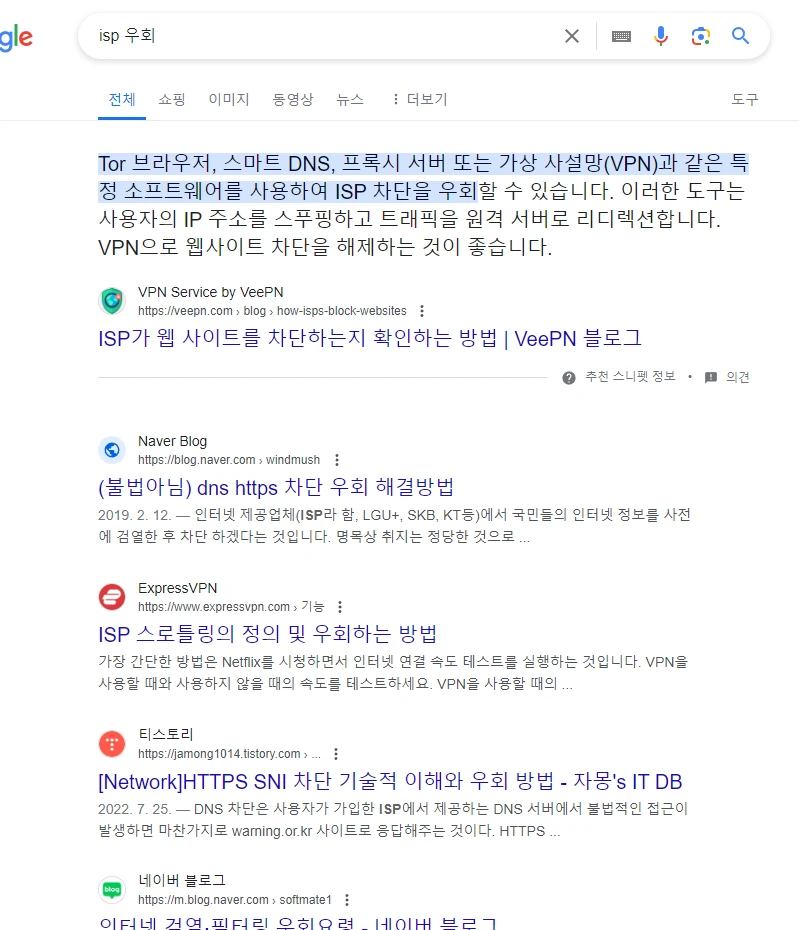 gle
isp 우회
전체 쇼핑 이미지 동영상 뉴스 더보기 도구
Tor 브라우저, 스마트 DNS, 프록시 서버 또는 가상 사설망(VPN)과 같은 특
정 소프트웨어를 사용하여 ISP 차단을 우회할 수 있습니다. 이러한 도구는
사용자의 IP 주소를 스푸핑하고 트래픽을 원격 서버로 리디렉션합니다.
VPN으로 웹사이트 차단을 해제하는 것이 좋습니다.
VPN Service by VeePN
https://veepn.com › blog › how-isps-block-websites
ISP가 웹 사이트를 차단하는지 확인하는 방법 | VeePN 블로그
추천 스니펫 정보 • 의견
Naver Blog
https://blog.naver.com › windmush
(불법아님) dns https 차단 우회 해결방법
2019. 2. 12. — 인터넷 제공업체(ISP라 함, LGU+, SKB, KT등)에서 국민들의 인터넷 정보를 사전
에 검열한 후 차단 하겠다는 것입니다. 명목상 취지는 정당한 것으로 ...
ExpressVPN
https://www.expressvpn.com › 기능
ISP 스로틀링의 정의 및 우회하는 방법
가장 간단한 방법은 Netflix를 시청하면서 인터넷 연결 속도 테스트를 실행하는 것입니다. VPN을
사용할 때와 사용하지 않을 때의 속도를 테스트하세요. VPN을 사용할 때의 ...
티스토리
https://jamong1014.tistory.com › ...
[Network]HTTPS SNI 차단 기술적 이해와 우회 방법 - 자몽's IT DB
2022. 7. 25. — DNS 차단은 사용자가 가입한 ISP에서 제공하는 DNS 서버에서 불법적인 접근이
발생하면 마찬가지로 warning.or.kr 사이트로 응답해주는 것이다. HTTPS ...
blog
네이버 블로그
https://m.blog.naver.com › softmate1
인터넷 검열·필터링 우회요령 - 네이버 블로그